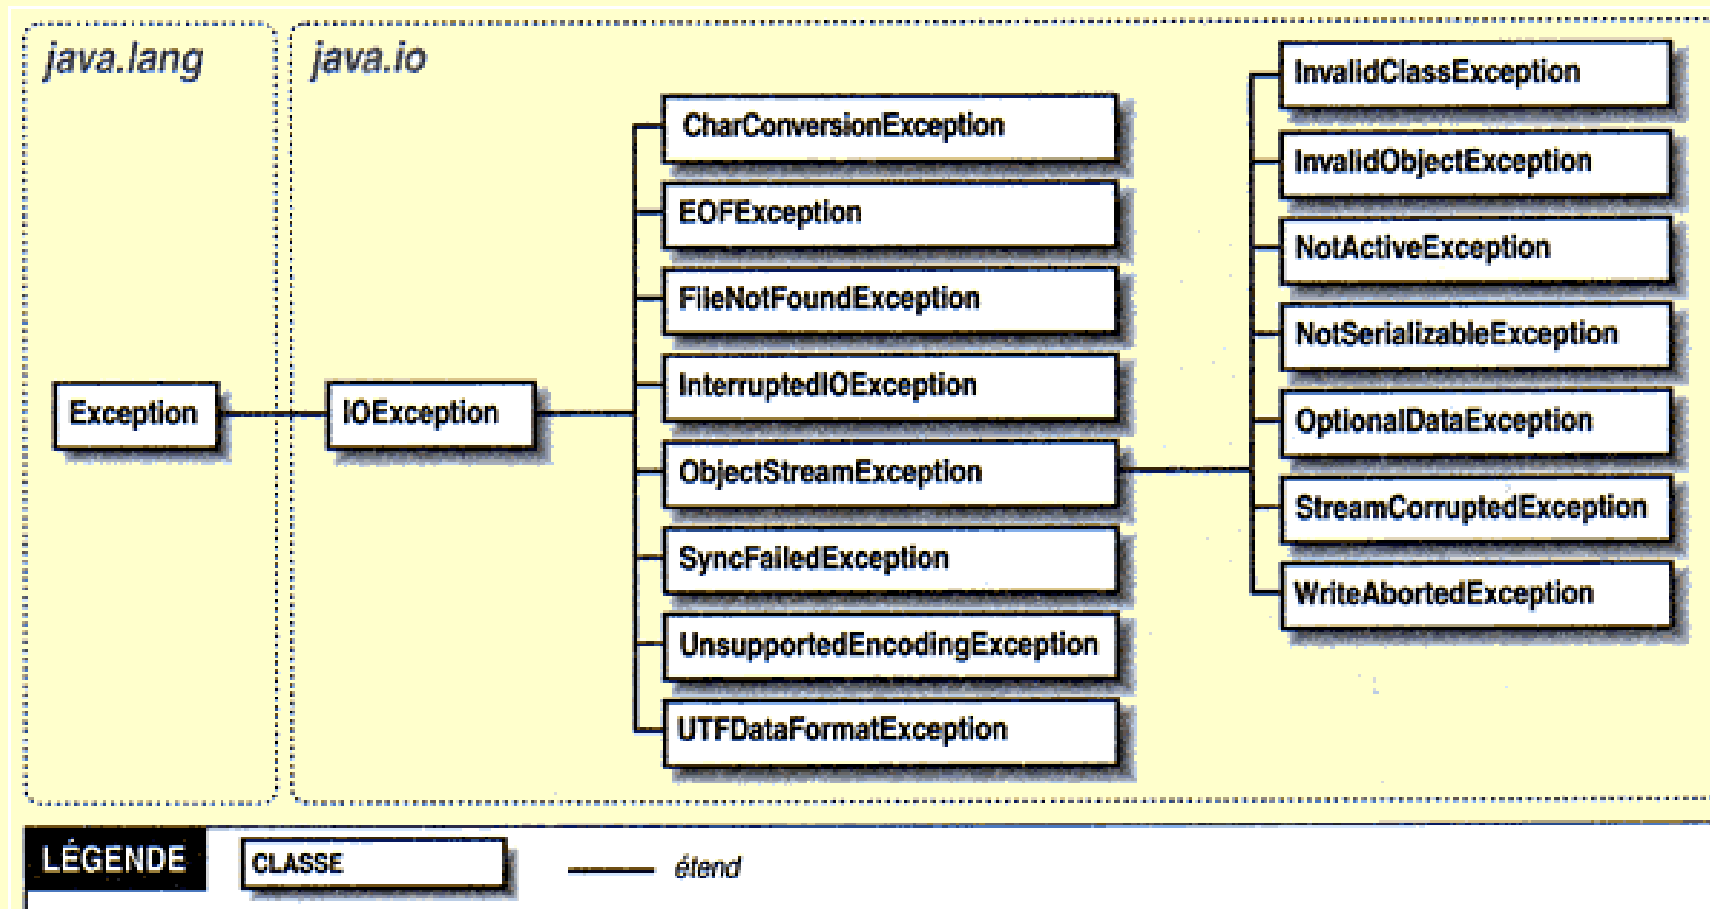 java.lang
java.io
Exception
IOException
CharConversionException
EOFException
FileNotFoundException
InterruptedIOException
ObjectStreamException
SyncFailedException
UnsupportedEncodingException
UTFDataFormatException
InvalidClassException
InvalidObjectException
NotActiveException
NotSerializableException
OptionalDataException
StreamCorruptedException
WriteAbortedException
LÉGENDE
CLASSE
étend